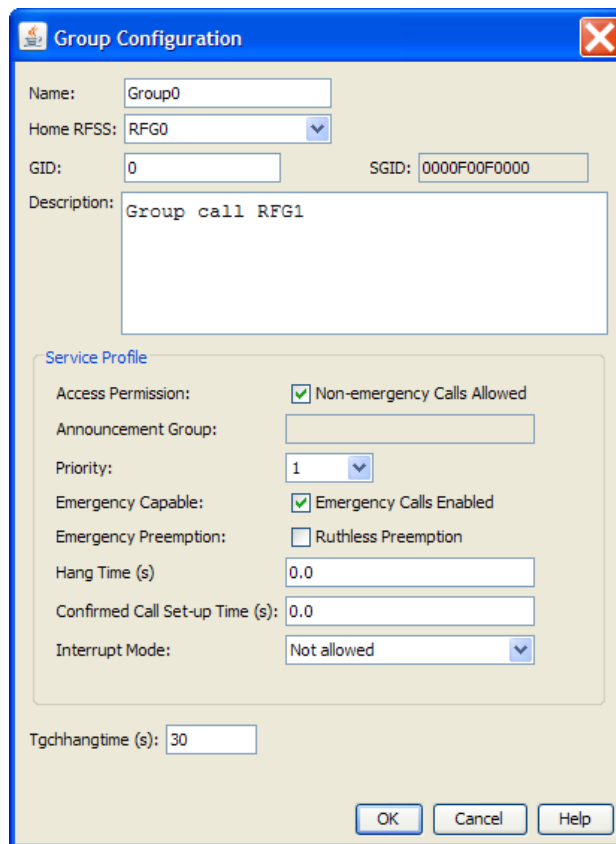 Group Configuration
Name: Group0
Home RFSS: RFG0
GID: 0 SGID: 0000F00F0000
Description: Group call RFG1
Service Profile
Access Permission: Non-emergency Calls Allowed
Announcement Group:
Priority: 1
Emergency Capable: Emergency Calls Enabled
Emergency Preemption: Ruthless Preemption
Hang Time (s) 0.0
Confirmed Call Set-up Time (s): 0.0
Interrupt Mode: Not allowed
Tgchhangtime (s): 30
OK Cancel Help